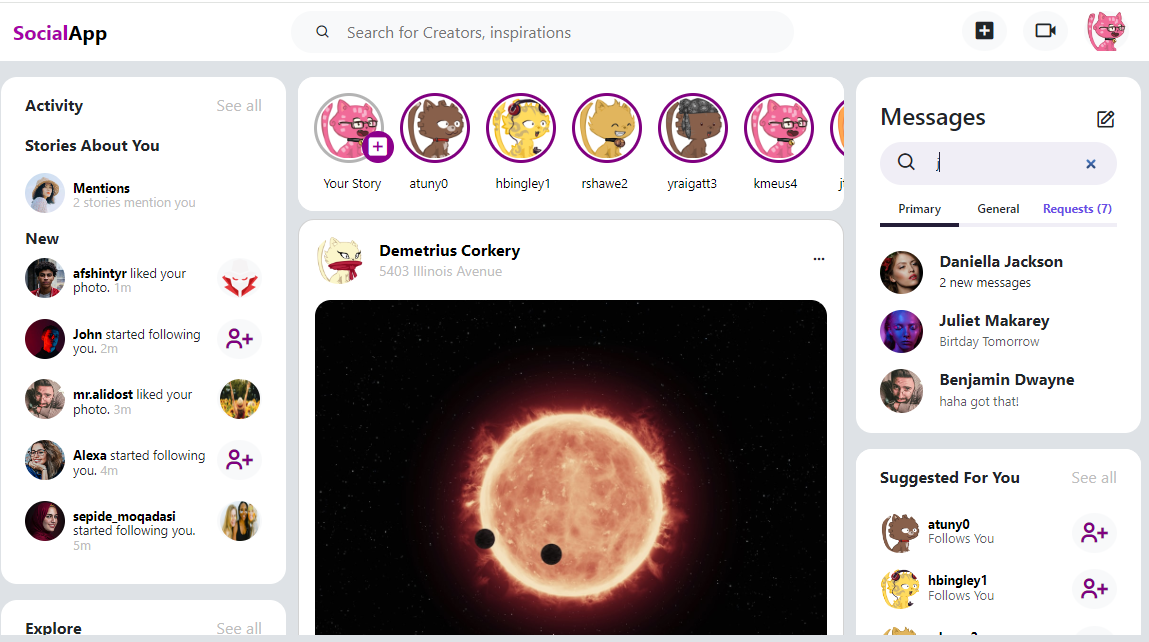 SocialApp
Search for Creators, inspirations
Activity
See all
Stories About You
Mentions
2 stories mention you
New
afshintyr liked your
photo. 1m
John started following
you. 2m
mr.alidost liked your
photo. 3m
Alexa started following
you. 4m
sepide_moqadasi
started following you.
5m
Explore
See all
Your Story
atuny0
hbingley1
rshawe2
yraigatt3
kmeus4
Demetrius Corkery
5403 Illinois Avenue
...
Messages
j
Primary
General
Requests (7)
Daniella Jackson
2 new messages
Juliet Makarey
Birtday Tomorrow
Benjamin Dwayne
haha got that!
Suggested For You
See all
atuny0
Follows You
hbingley1
Follows You